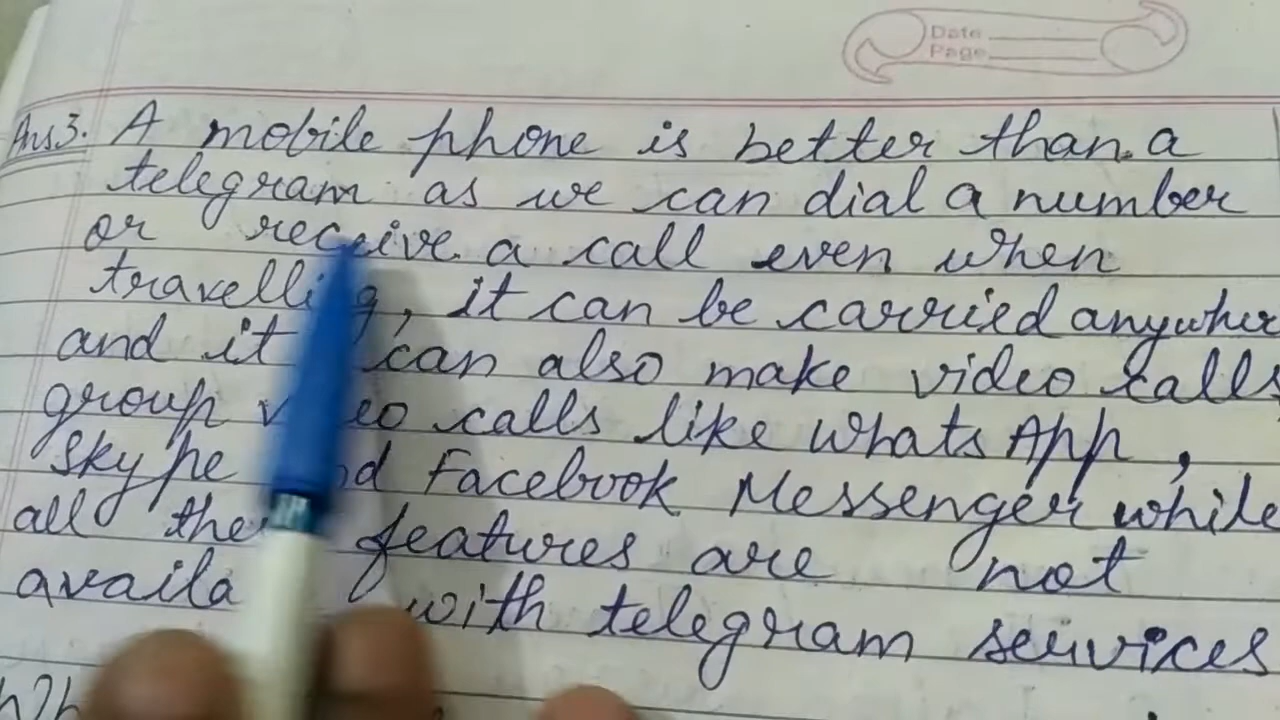 Date
Page
Ans3. A mobile phone is better than a
telegram as we can dial a number
or receive a call even when
travelling, it can be carried anywher
and it can also make video calls,
group calls like WhatsApp,
Skype Facebook Messenger while
all features are not
with telegram services